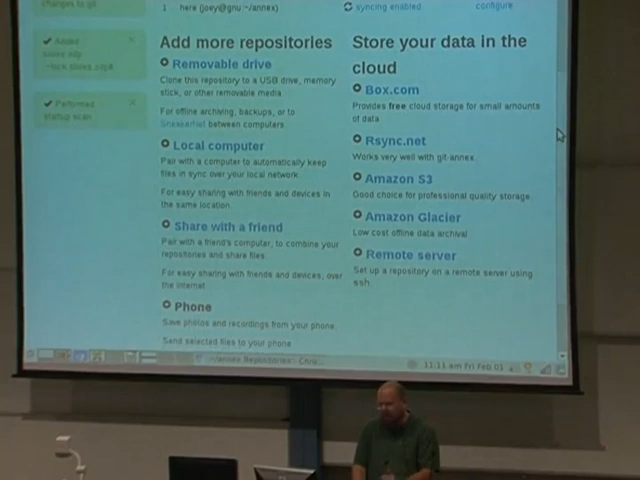 changes to git
1 here (joey@gnu:~/annex)
syncing enabled
configure
Added
slides.odp
Performed
startup scan
Add more repositories
Removable drive
Clone this repository to a USB drive, memory
stick, or other removable media.
For offline archiving, backups, or to
SneakerNet between computers.
Local computer
Pair with a computer to automatically keep
files in sync over your local network.
For easy sharing with friends and devices in
the same location.
Share with a friend
Pair with a friend's computer, to combine your
repositories and share files.
For easy sharing with friends and devices, over
the internet.
Phone
Save photos and recordings from your phone.
Send selected files to your phone
Store your data in the
cloud
Box.com
Provides free cloud storage for small amounts
of data
Rsync.net
Works very well with git-annex.
Amazon S3
Good choice for professional quality storage
Amazon Glacier
Low cost offline data archival
Remote server
Set up a repository on a remote server using
ssh.
~/annex Repositories - Chro...
11:11 am Fri Feb 01